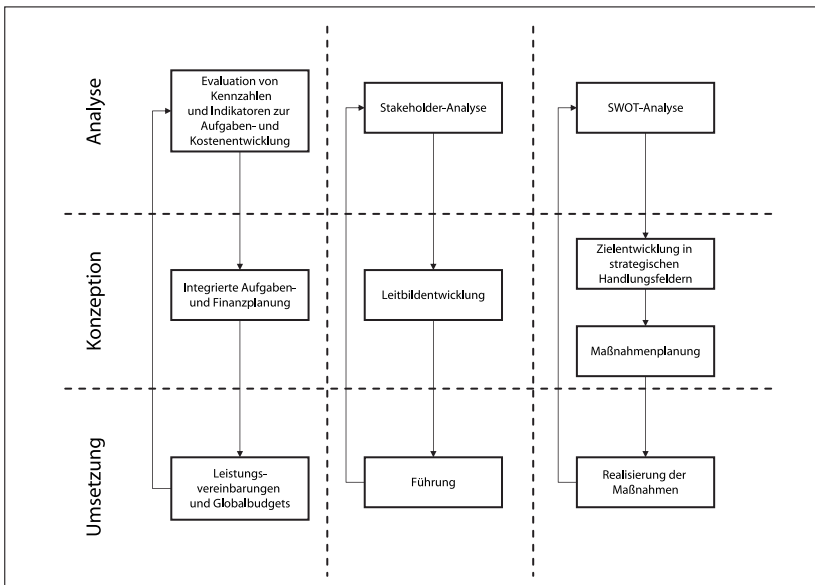 Analyse
Evaluation von
Kennzahlen
und Indikatoren zur
Aufgaben- und
Kostenentwicklung
Stakeholder-Analyse
SWOT-Analyse
Konzeption
Integrierte Aufgaben-
und Finanzplanung
Leitbildentwicklung
Zielentwicklung in
strategischen
Handlungsfeldern
Maßnahmenplanung
Umsetzung
Leistungs-
vereinbarungen
und Globalbudgets
Führung
Realisierung der
Maßnahmen